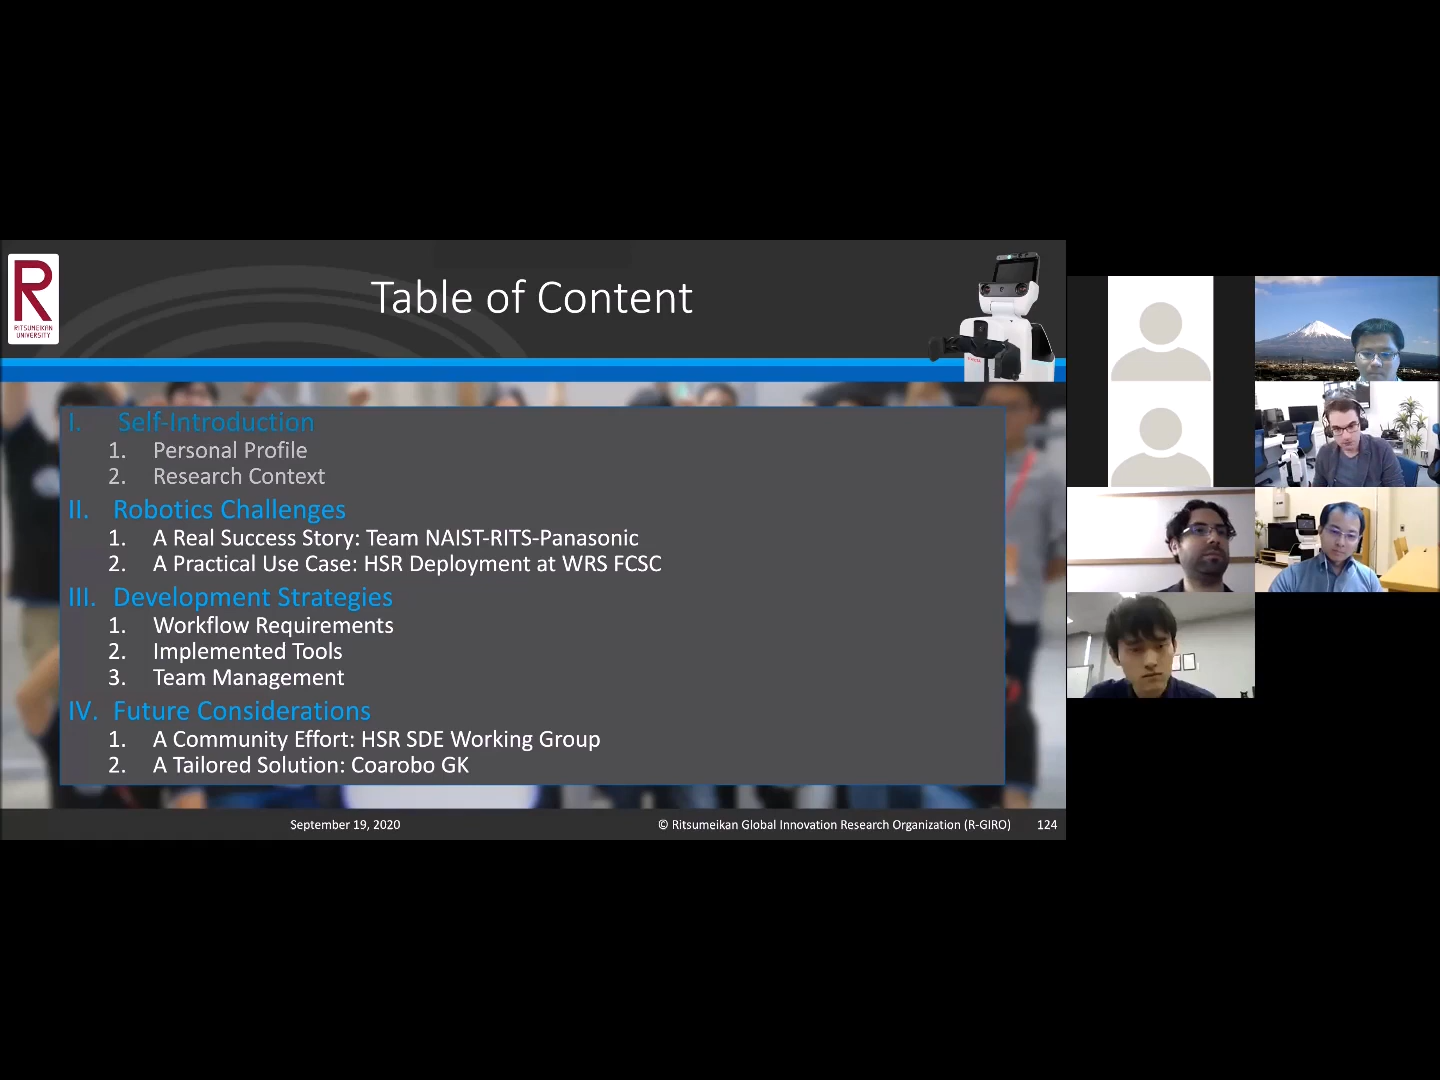 R
RITSUMEIKAN
UNIVERSITY
Table of Content
I. Self-Introduction
1. Personal Profile
2. Research Context
II. Robotics Challenges
1. A Real Success Story: Team NAIST-RITS-Panasonic
2. A Practical Use Case: HSR Deployment at WRS FCSC
III. Development Strategies
1. Workflow Requirements
2. Implemented Tools
3. Team Management
IV. Future Considerations
1. A Community Effort: HSR SDE Working Group
2. A Tailored Solution: Coarobo GK
September 19, 2020
© Ritsumeikan Global Innovation Research Organization (R-GIRO)
124